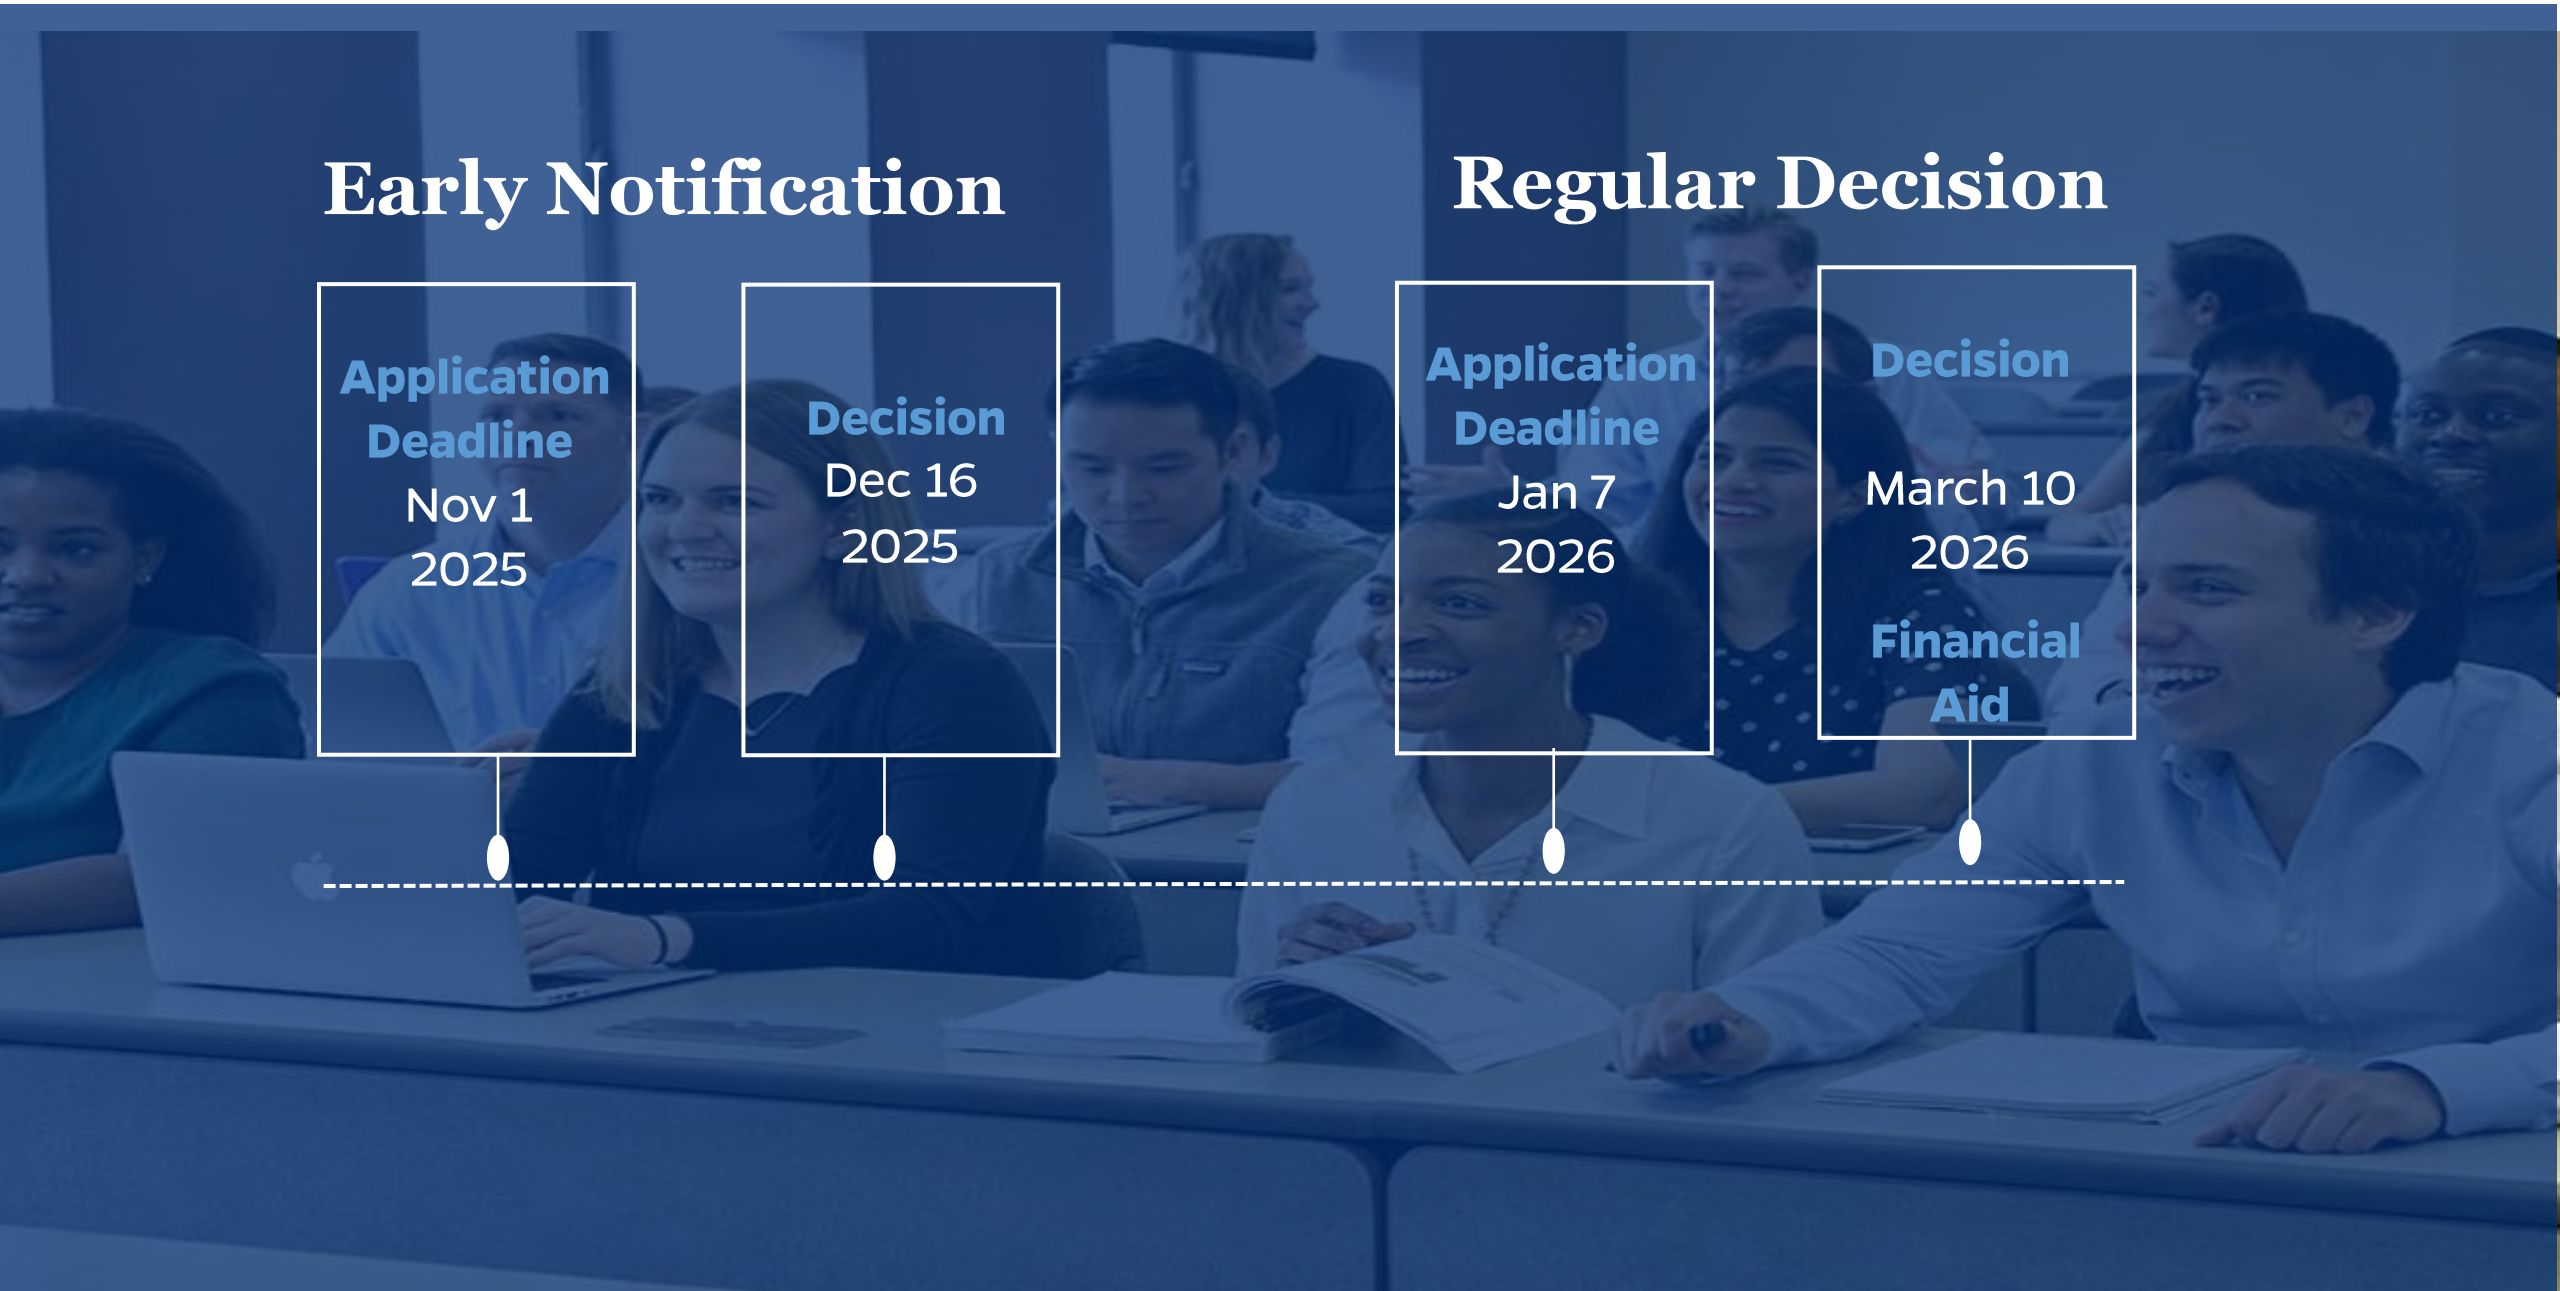 Early Notification
Application
Deadline
Nov 1
2025
Decision
Dec 16
2025
Regular Decision
Application
Deadline
Jan 7
2026
Decision
March 10
2026
Financial
Aid